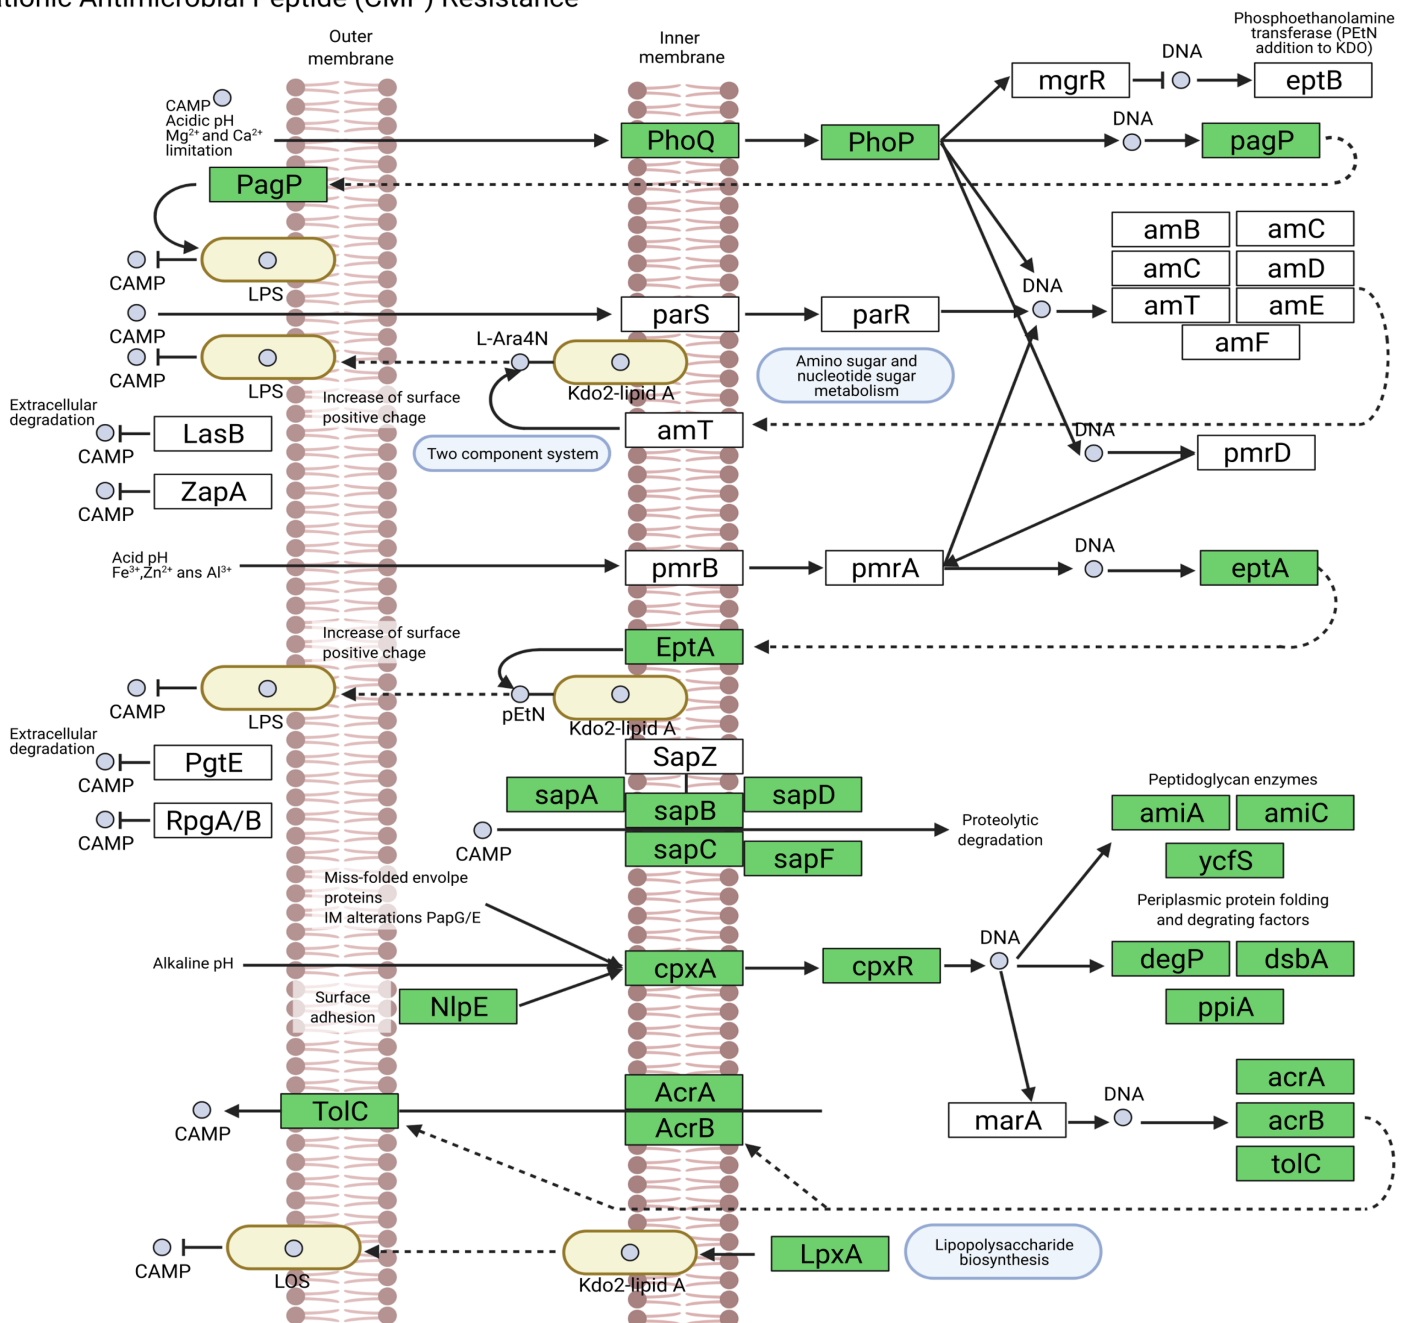 ationic Antimicrobial Peptide (CMP) Resistance
Outer
membrane
Inner
membrane
Phosphoethanolamine
transferase (PEtN
addition to KDO)
DNA
mgrR
eptB
CAMP
Acidic pH
Mg²⁺ and Ca²⁺
limitation
PhoQ
PhoP
DNA
pagP
PagP
CAMP
LPS
amB
amC
amC
amD
amT
amE
amF
DNA
CAMP
parS
parR
L-Ara4N
CAMP
LPS
Kdo2-lipid A
Increase of surface
positive chage
Amino sugar and
nucleotide sugar
metabolism
Extracellular
degradation
CAMP
LasB
amT
Two component system
DNA
pmrD
CAMP
ZapA
Acid pH
Fe³⁺,Zn²⁺ ans Al³⁺
pmrB
pmrA
DNA
eptA
Increase of surface
positive chage
EptA
CAMP
LPS
pEtN
Kdo2-lipid A
Extracellular
degradation
CAMP
PgtE
SapZ
sapA
sapB
sapD
CAMP
RpgA/B
CAMP
sapC
sapF
Proteolytic
degradation
Peptidoglycan enzymes
amiA
amiC
ycfS
Miss-folded envolpe
proteins
IM alterations PapG/E
Periplasmic protein folding
and degrating factors
Alkaline pH
cpxA
cpxR
DNA
degP
dsbA
ppiA
Surface
adhesion
NlpE
AcrA
AcrB
TolC
CAMP
marA
DNA
acrA
acrB
tolC
CAMP
LOS
Kdo2-lipid A
LpxA
Lipopolysaccharide
biosynthesis